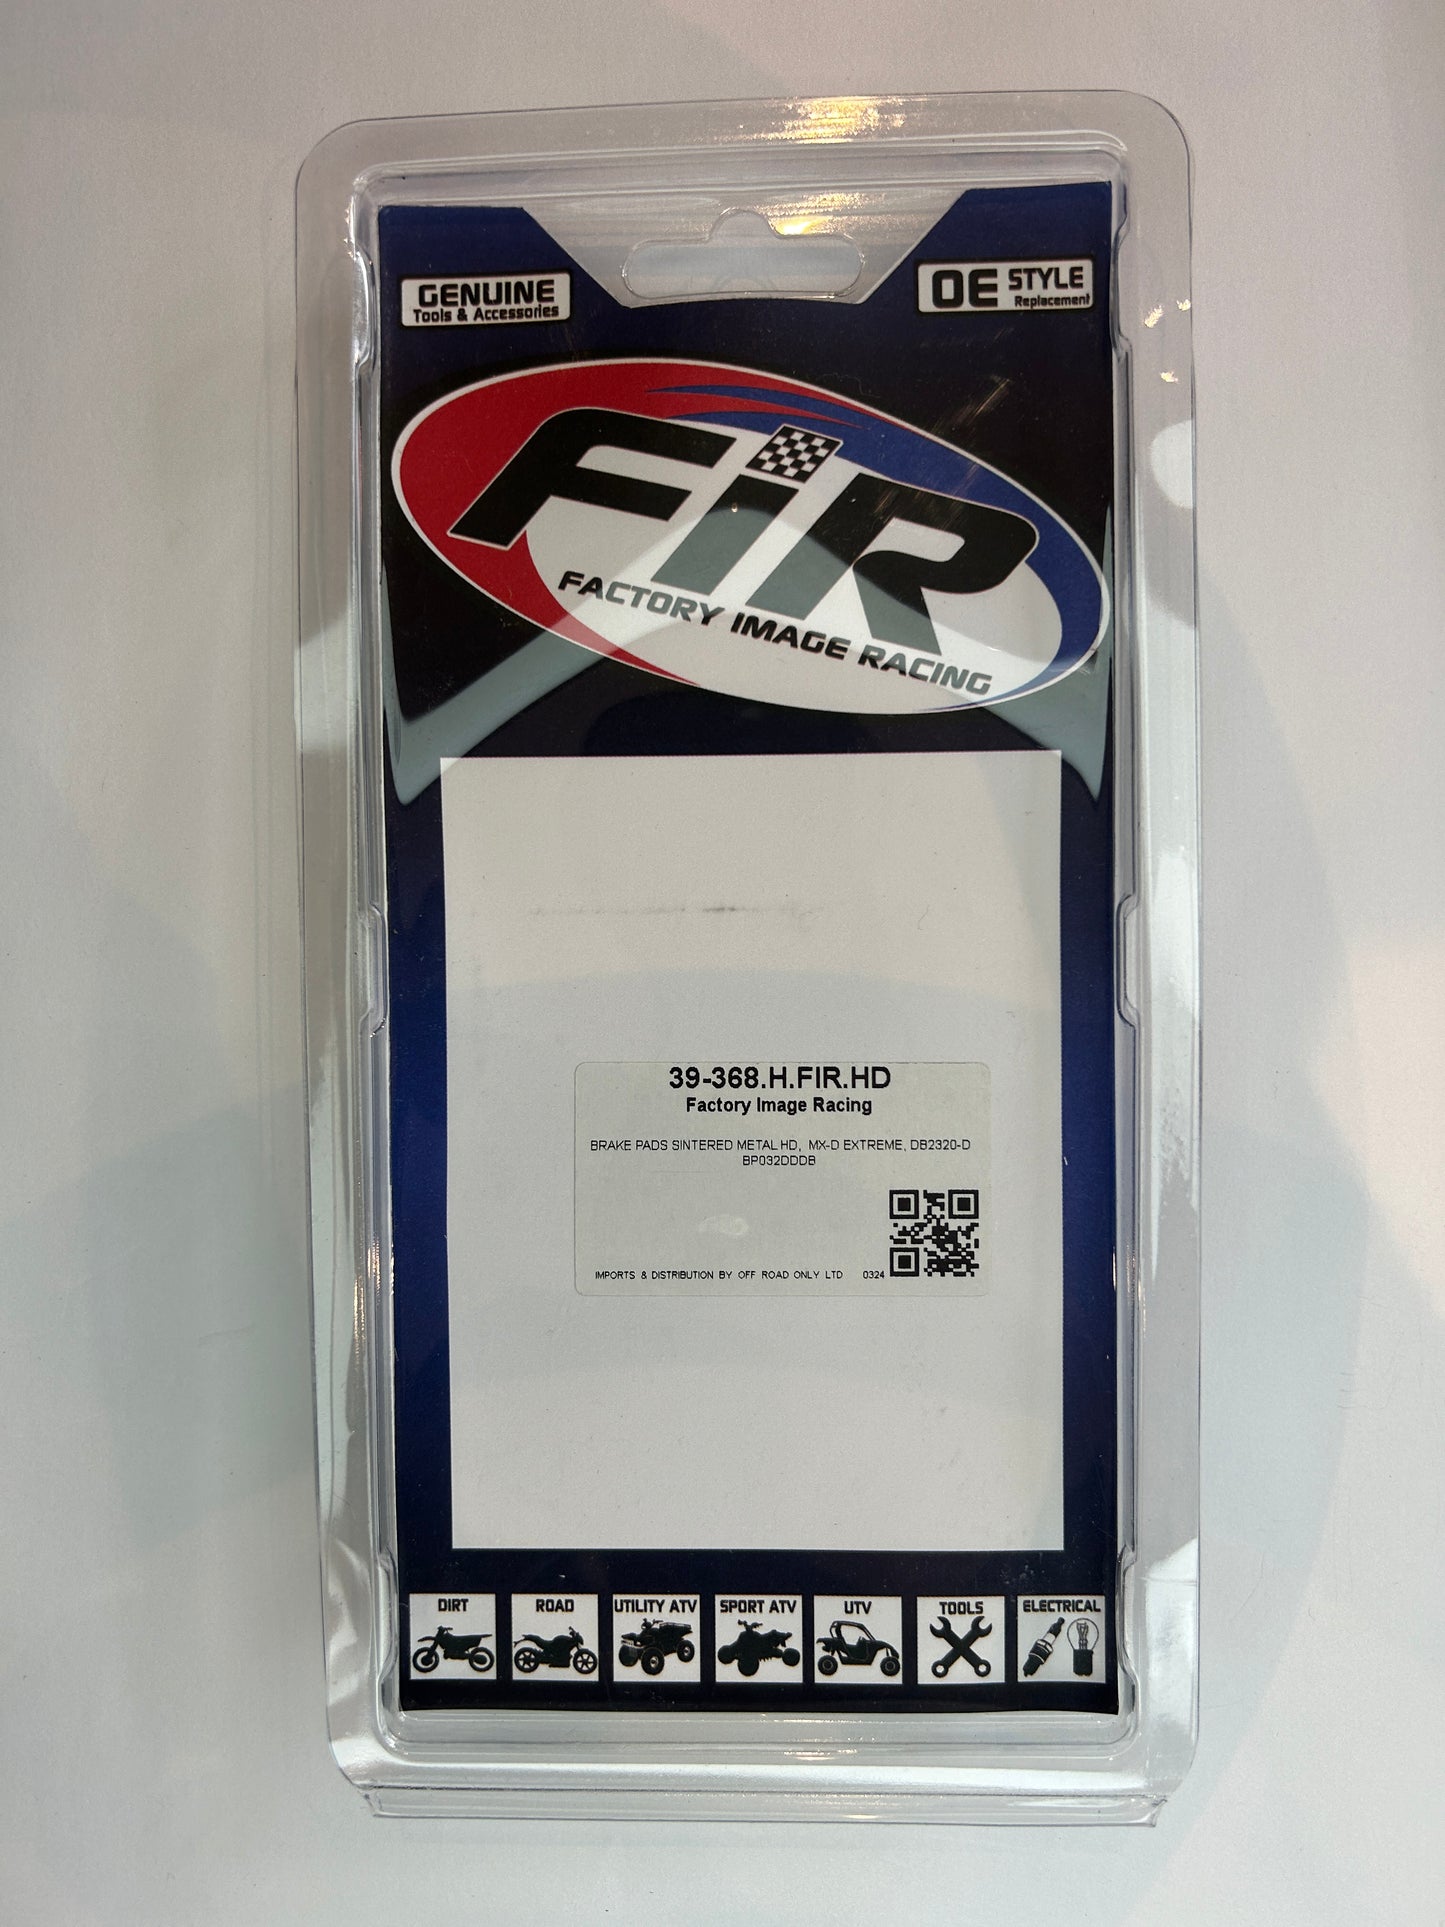 GENUINE
Tools & Accessories
OE STYLE
Replacement
FiR
FACTORY IMAGE RACING
39-368.H.FIR.HD
Factory Image Racing
BRAKE PADS SINTERED METAL HD, MX-D EXTREME, DB2320-D
BP032DDDB
IMPORTS & DISTRIBUTION BY OFF ROAD ONLY LTD 0324
DIRT ROAD UTILITY ATV SPORT ATV UTV TOOLS ELECTRICAL